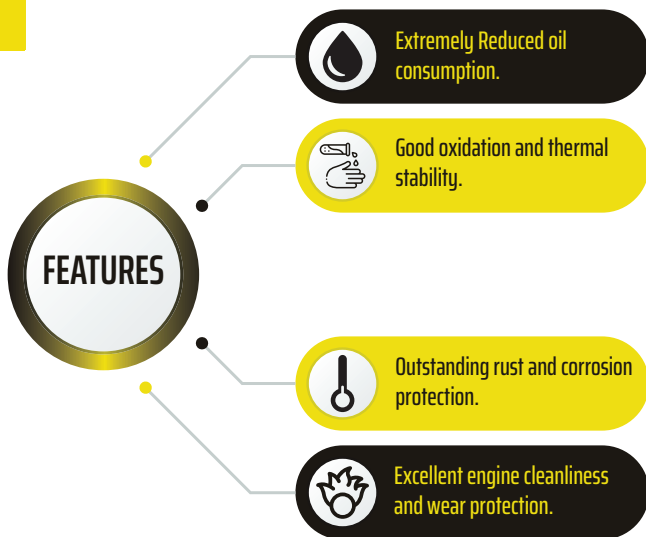 Extremely Reduced oil
consumption.
Good oxidation and thermal
stability.
FEATURES
Outstanding rust and corrosion
protection.
Excellent engine cleanliness
and wear protection.